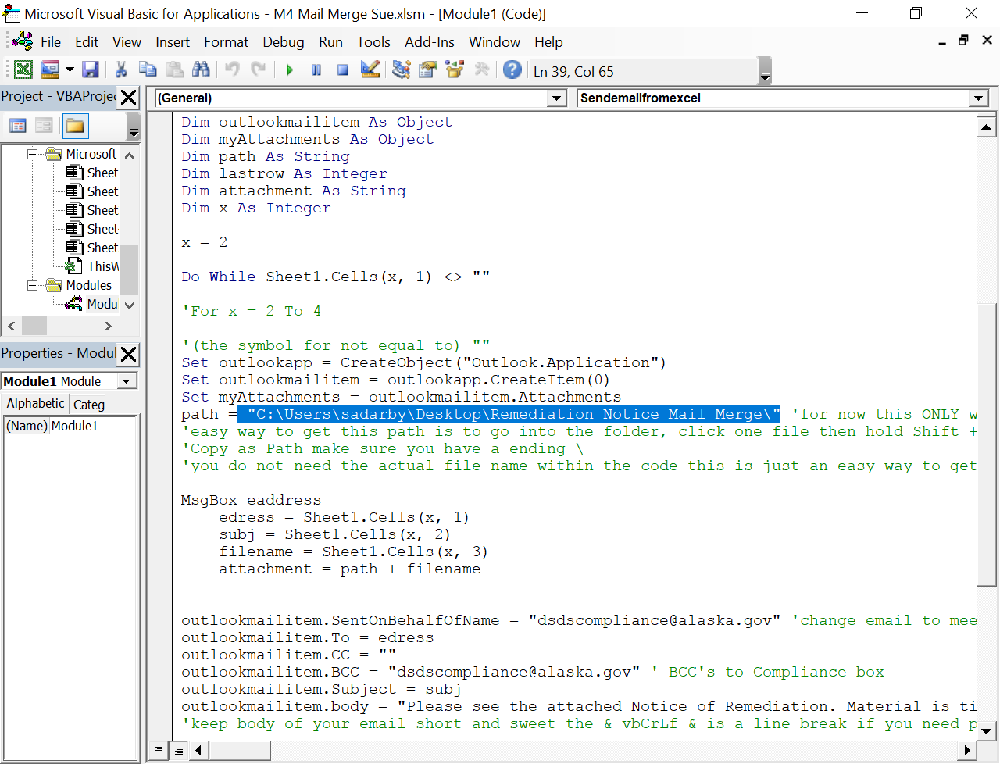 Microsoft Visual Basic for Applications - M4 Mail Merge Sue.xlsm - [Module1 (Code)]
File Edit View Insert Format Debug Run Tools Add-Ins Window Help
Ln 39, Col 65
Project - VBAProje
(General)
Sendemailfromexcel
Microsoft
Sheet
Sheet
Sheet
Sheet
Sheet
ThisW
Modules
Modu
Properties - Modul
Module1 Module
Alphabetic Categ
(Name) Module1
Dim outlookmailitem As Object
Dim myAttachments As Object
Dim path As String
Dim lastrow As Integer
Dim attachment As String
Dim x As Integer
x = 2
Do While Sheet1.Cells(x, 1) <> ""
'For x = 2 To 4
'(the symbol for not equal to) ""
Set outlookapp = CreateObject("Outlook.Application")
Set outlookmailitem = outlookapp.CreateItem(0)
Set myAttachments = outlookmailitem.Attachments
path = "C:\Users\sadarby\Desktop\Remediation Notice Mail Merge\" 'for now this ONLY w
'easy way to get this path is to go into the folder, click one file then hold Shift +
'Copy as Path make sure you have a ending \
'you do not need the actual file name within the code this is just an easy way to get
MsgBox eaddress
edress = Sheet1.Cells(x, 1)
subj = Sheet1.Cells(x, 2)
filename = Sheet1.Cells(x, 3)
attachment = path + filename
outlookmailitem.SentOnBehalfOfName = "dsdscompliance@alaska.gov" 'change email to mee
outlookmailitem.To = edress
outlookmailitem.CC = ""
outlookmailitem.BCC = "dsdscompliance@alaska.gov" ' BCC's to Compliance box
outlookmailitem.Subject = subj
outlookmailitem.body = "Please see the attached Notice of Remediation. Material is ti
'keep body of your email short and sweet the & vbCrLf & is a line break if you need p